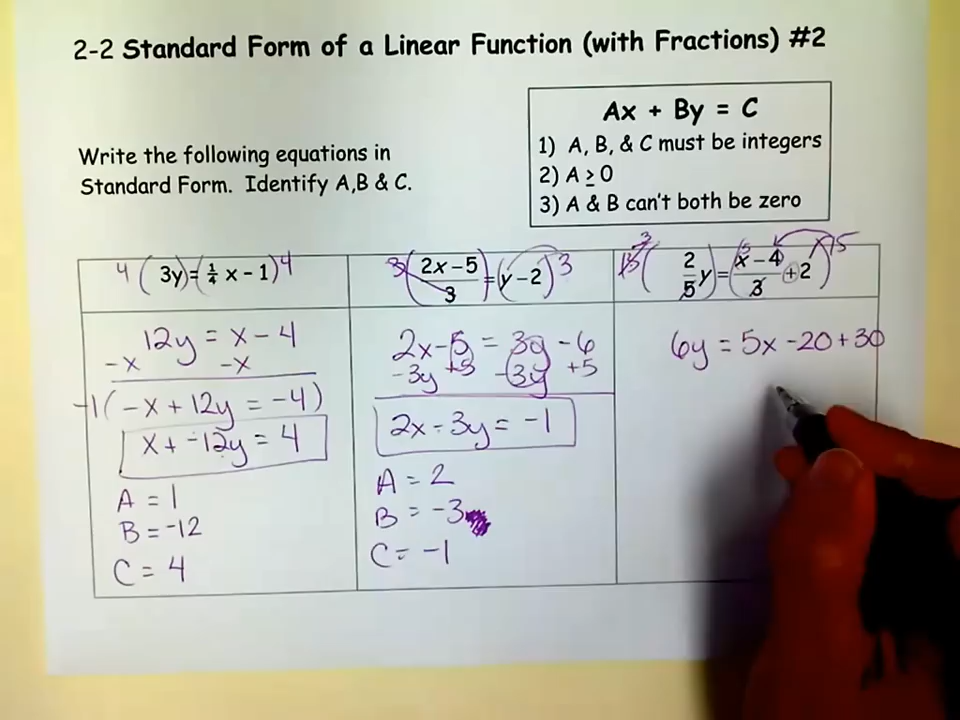 2-2 Standard Form of a Linear Function (with Fractions) #2
Ax + By = C
1) A, B, & C must be integers
2) A ≥ 0
3) A & B can't both be zero
Write the following equations in
Standard Form. Identify A,B & C.
4 ( 3y ) = ( 1/4 x - 1 ) 4
12y = x - 4
-x -x
-1( -x + 12y = -4 )
x + -12y = 4
A = 1
B = -12
C = 4
3 ( (2x - 5)/3 ) = ( y - 2 ) 3
2x - 5 = 3y - 6
-3y +5 -3y +5
2x - 3y = -1
A = 2
B = -3
C = -1
15 3 ( 2/5 y ) = ( 5 (x - 4)/3 + 2 ) 15
6y = 5x - 20 + 30